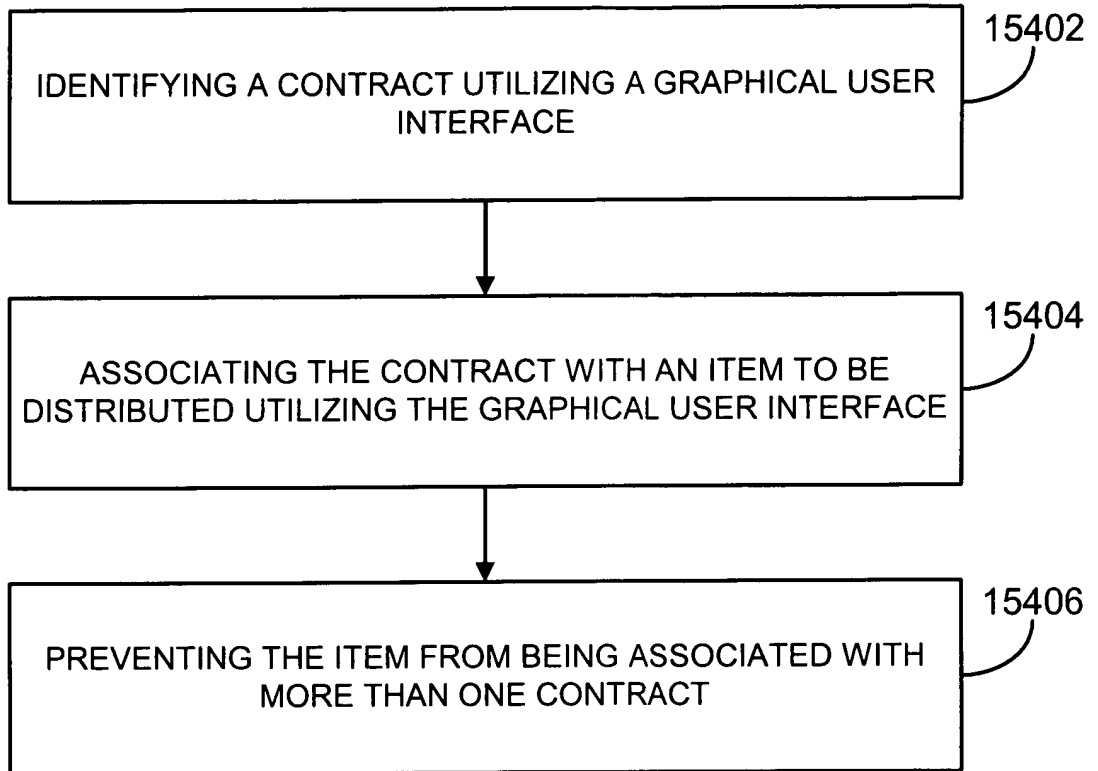 15402
IDENTIFYING A CONTRACT UTILIZING A GRAPHICAL USER
INTERFACE
15404
ASSOCIATING THE CONTRACT WITH AN ITEM TO BE
DISTRIBUTED UTILIZING THE GRAPHICAL USER INTERFACE
15406
PREVENTING THE ITEM FROM BEING ASSOCIATED WITH
MORE THAN ONE CONTRACT